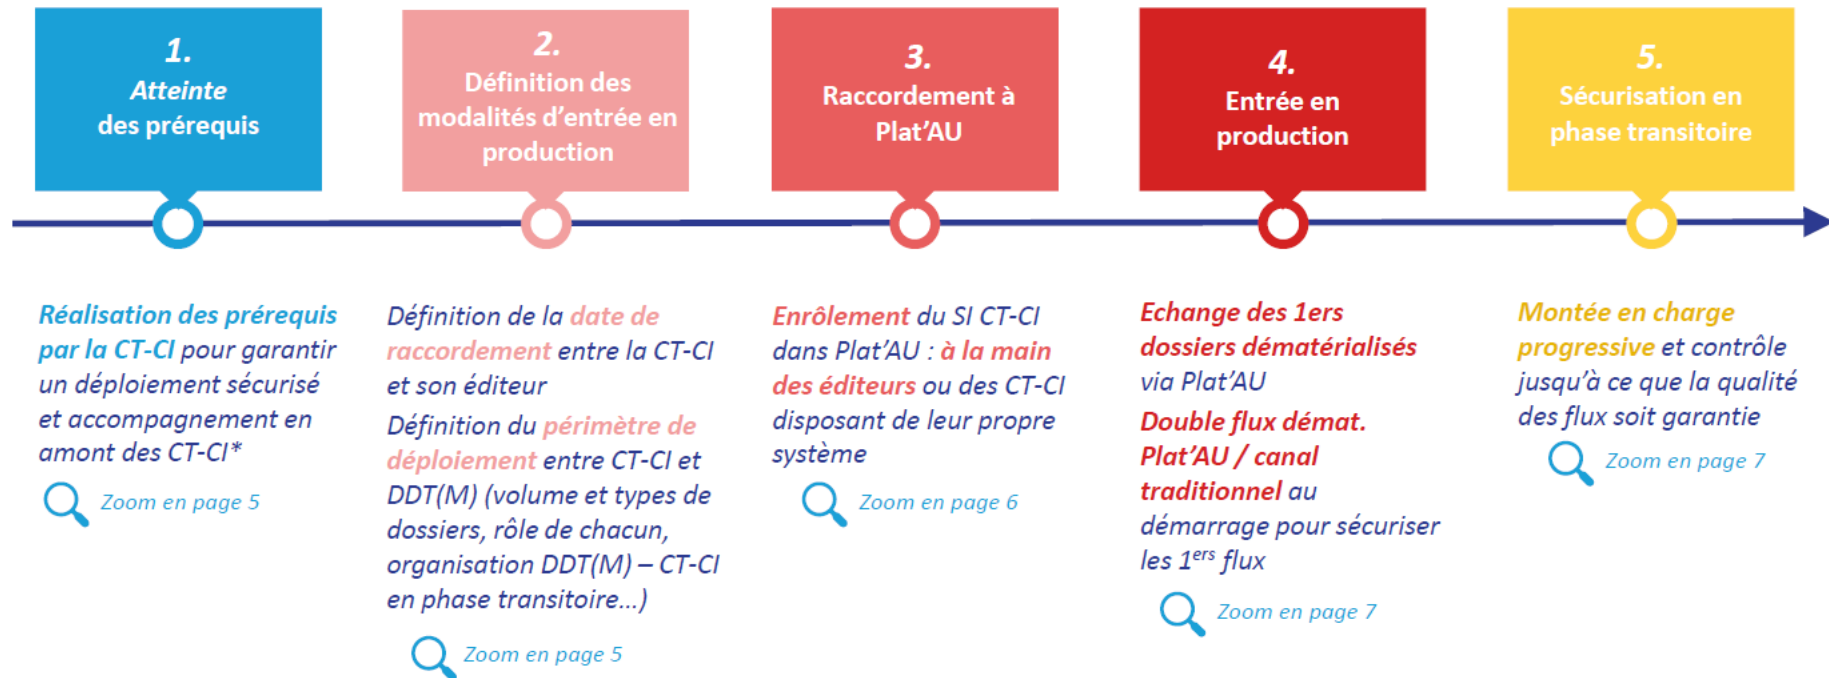 1.
Atteinte
des prérequis
2.
Définition des
modalités d'entrée en
production
3.
Raccordement à
Plat'AU
4.
Entrée en
production
5.
Sécurisation en
phase transitoire
Réalisation des prérequis
par la CT-CI pour garantir
un déploiement sécurisé
et accompagnement en
amont des CT-CI*
Zoom en page 5
Définition de la date de
raccordement entre la CT-CI
et son éditeur
Définition du périmètre de
déploiement entre CT-CI et
DDT(M) (volume et types de
dossiers, rôle de chacun,
organisation DDT(M) – CT-CI
en phase transitoire...)
Zoom en page 5
Enrôlement du SI CT-CI
dans Plat'AU : à la main
des éditeurs ou des CT-CI
disposant de leur propre
système
Zoom en page 6
Echange des 1ers
dossiers dématérialisés
via Plat'AU
Double flux démat.
Plat'AU / canal
traditionnel au
démarrage pour sécuriser
les 1ers flux
Zoom en page 7
Montée en charge
progressive et contrôle
jusqu'à ce que la qualité
des flux soit garantie
Zoom en page 7